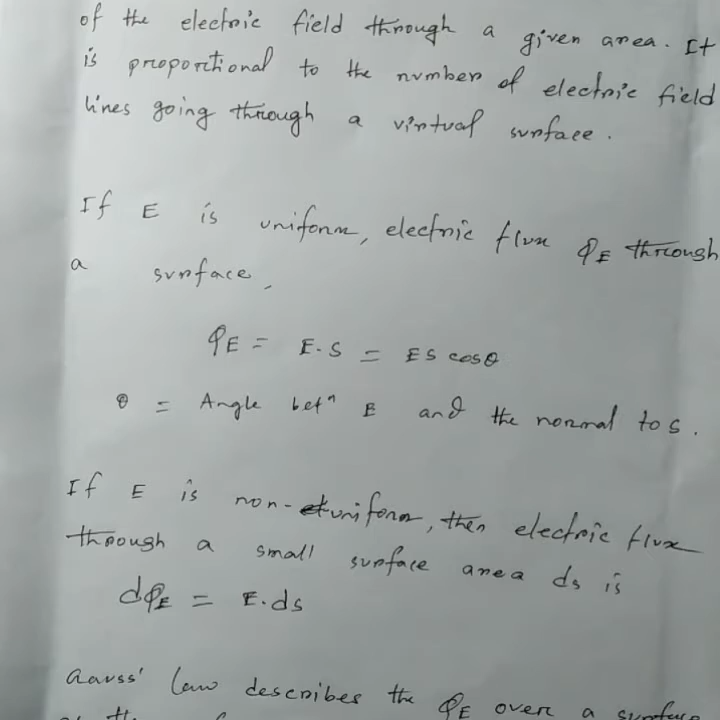 of the electric field through a given area. It
is proportional to the number of electric field
lines going through a virtual surface.
If E is uniform, electric flux φE through
a surface,
φE = E.S = ES cosθ
θ = Angle betn E and the normal to S.
If E is non-uniform, then electric flux
through a small surface area ds is
dφE = E.ds
Gauss' law describes the φE over a surface